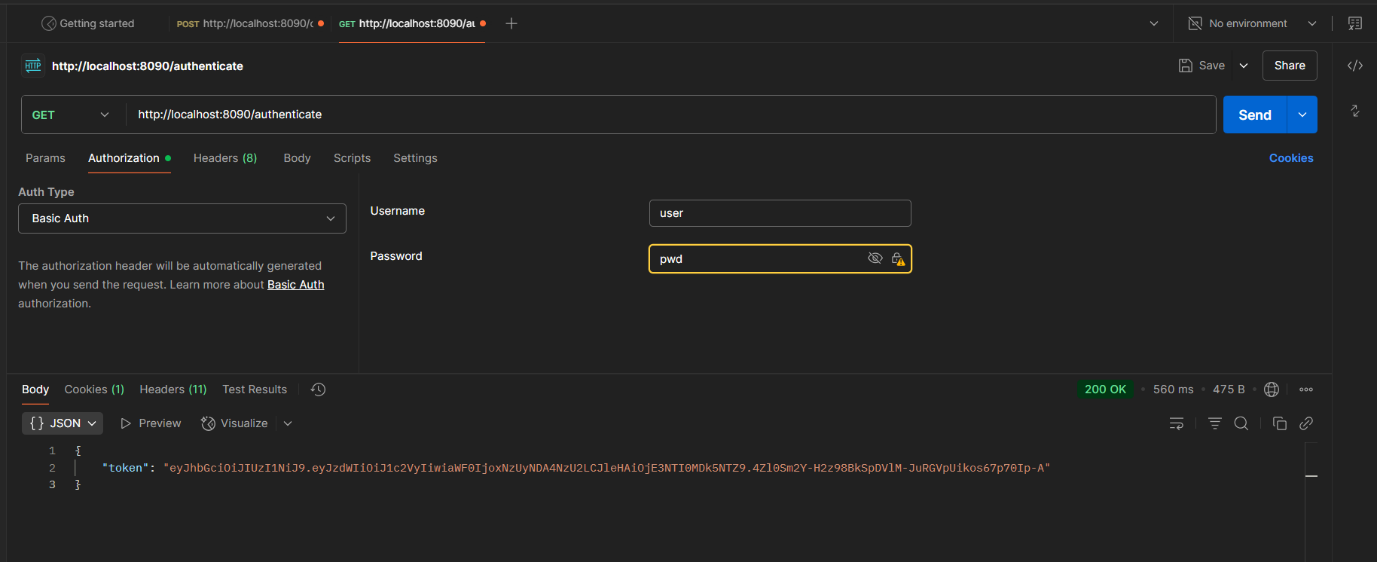 Getting started POST http://localhost:8090/c GET http://localhost:8090/au No environment
HTTP http://localhost:8090/authenticate Save Share
GET http://localhost:8090/authenticate Send
Params Authorization Headers (8) Body Scripts Settings Cookies
Auth Type
Basic Auth
Username user
Password pwd
The authorization header will be automatically generated
when you send the request. Learn more about Basic Auth
authorization.
Body Cookies (1) Headers (11) Test Results 200 OK 560 ms 475 B
{} JSON Preview Visualize
1 {
2 "token": "eyJhbGciOiJIUzI1NiJ9.eyJzdWIiOiJ1c2VyIiwiaWF0IjoxNzUyNDA4NzU2LCJleHAiOjE3NTI0MDk5NTZ9.4Zl0Sm2Y-H2z98BkSpDVlM-JuRGVpUikos67p70Ip-A"
3 }